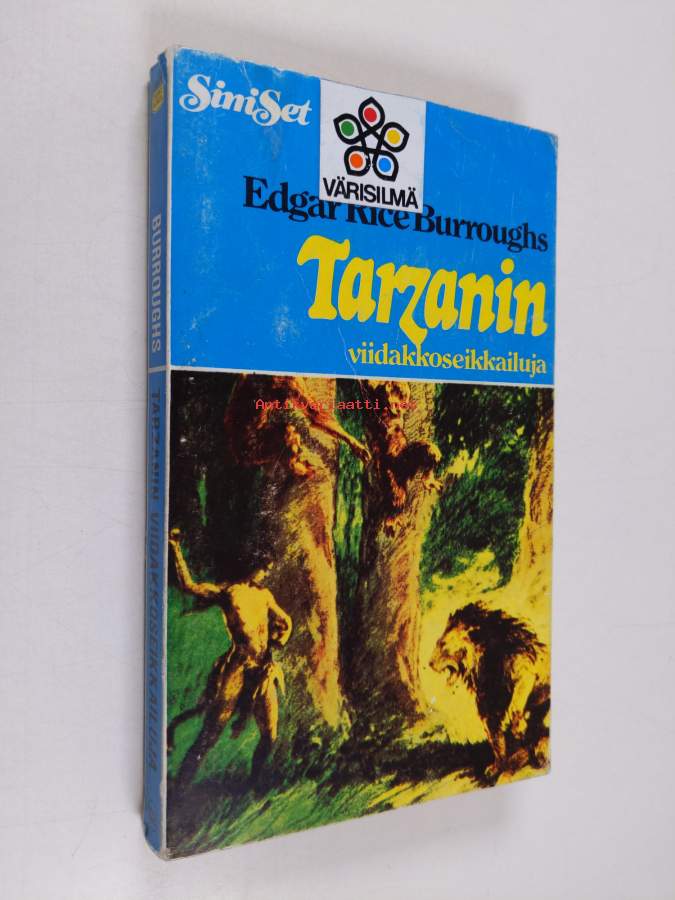 SiniSet
VÄRISILMÄ
Edgar Rice Burroughs
Tarzanin
viidakkoseikkailuja
Antikvariaatti.net
BURROUGHS TARZANIN VIIDAKKOSEIKKAILUJA